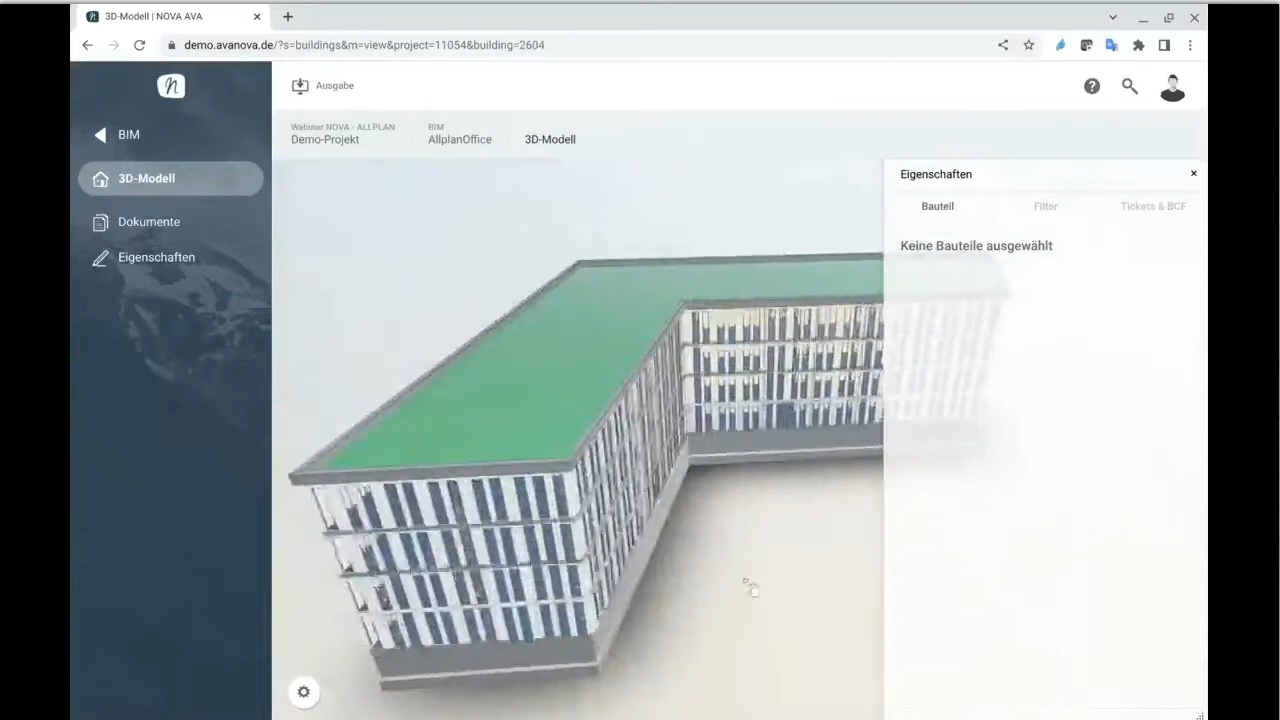 3D-Modell | NOVA AVA
demo.avanova.de/?s=buildings&m=view&project=11054&building=2604
n
Ausgabe
BIM
Webinar NOVA - ALLPLAN
Demo-Projekt
BIM
AllplanOffice
3D-Modell
3D-Modell
Dokumente
Eigenschaften
Eigenschaften
Bauteil
Filter
Tickets & BCF
Keine Bauteile ausgewählt